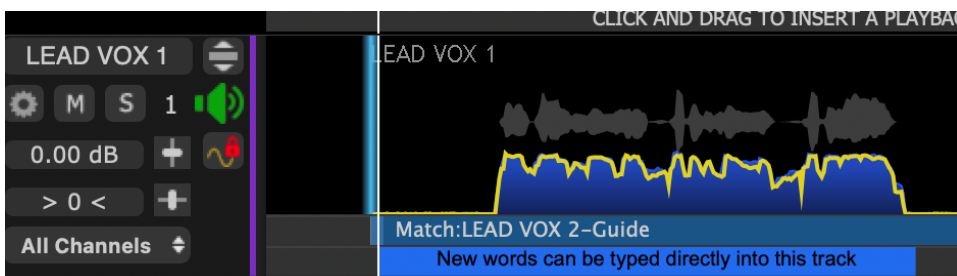 CLICK AND DRAG TO INSERT A
LEAD VOX 1
LEAD VOX 1
M S 1
0.00 dB
> 0 <
Match:LEAD VOX 2-Guide
All Channels
New words can be typed directly into this track